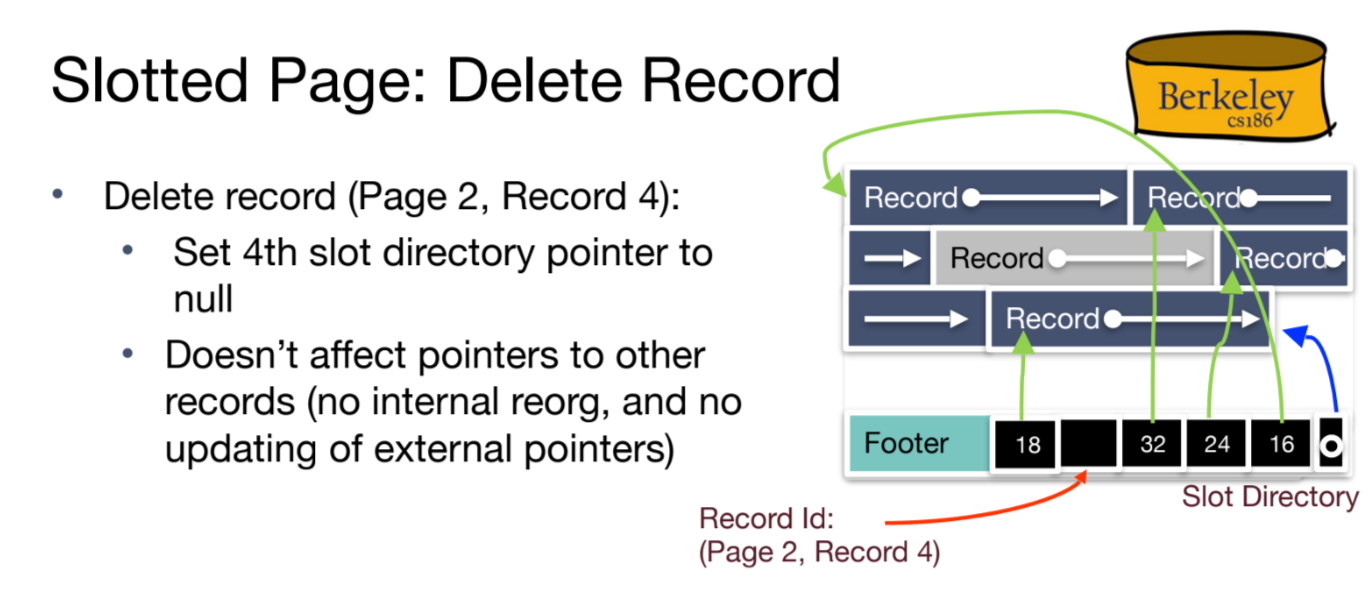 Slotted Page: Delete Record
Berkeley
cs186
• Delete record (Page 2, Record 4):
• Set 4th slot directory pointer to
null
• Doesn’t affect pointers to other
records (no internal reorg, and no
updating of external pointers)
Record Record
Record Record
Record
Footer 18 32 24 16
Slot Directory
Record Id:
(Page 2, Record 4)